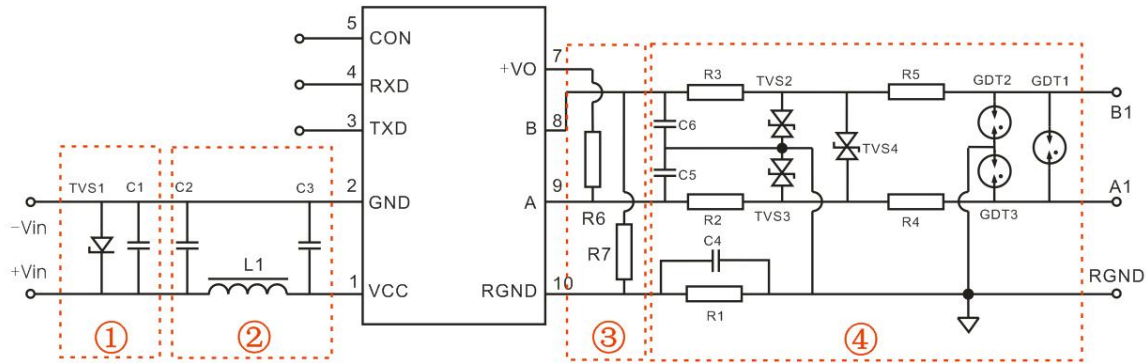 5
CON
4
RXD
3
TXD
2
GND
1
VCC
+VO
7
B
8
A
9
RGND
10
TVS1
C1
C2
C3
−Vin
+Vin
L1
①
②
R6
R7
③
R3
TVS2
R5
GDT2
GDT1
B1
C6
TVS4
C5
A1
R2
TVS3
R4
GDT3
C4
R1
RGND
④